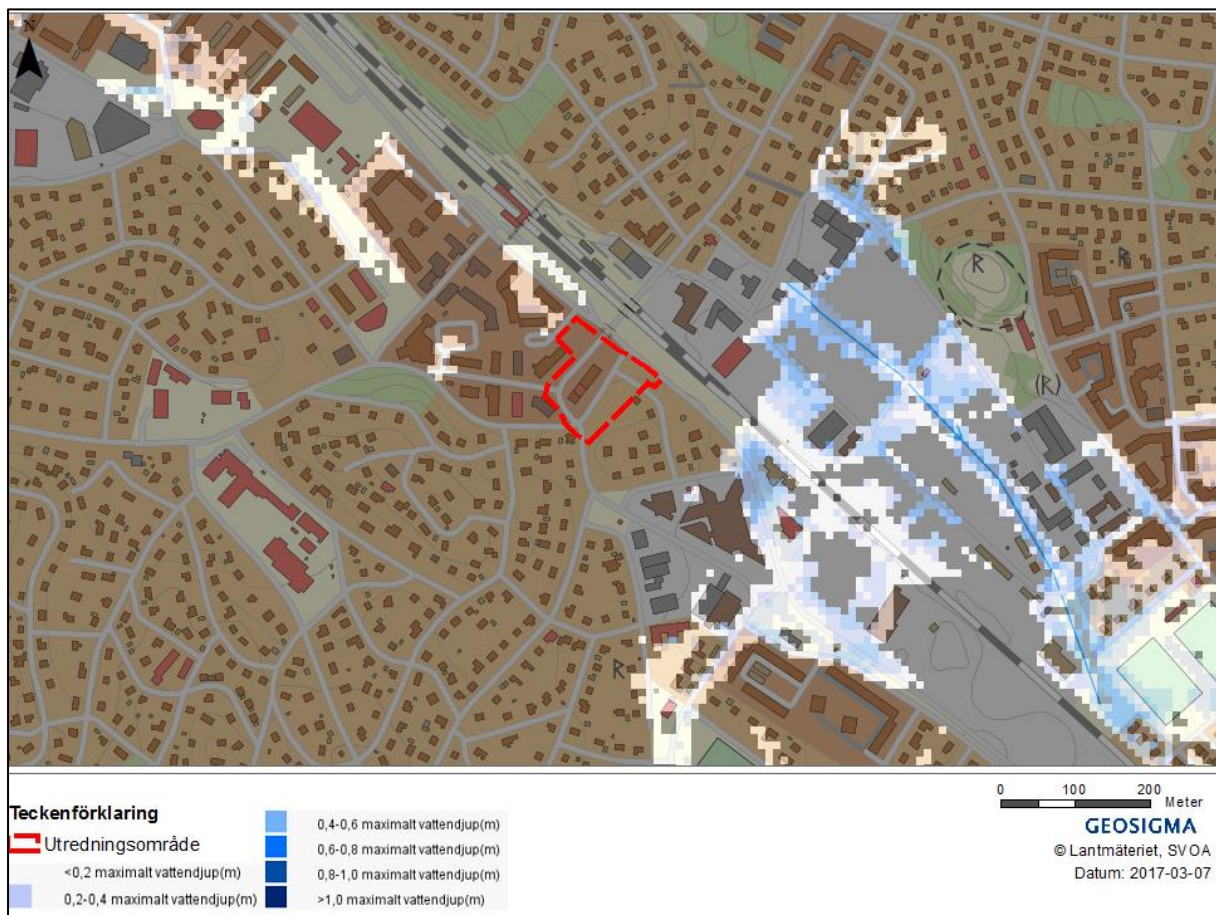 N
R
R
(R)
R
Teckenförklaring
Utredningsområde
<0,2 maximalt vattendjup(m)
0,2-0,4 maximalt vattendjup(m)
0,4-0,6 maximalt vattendjup(m)
0,6-0,8 maximalt vattendjup(m)
0,8-1,0 maximalt vattendjup(m)
>1,0 maximalt vattendjup(m)
0 100 200
Meter
GEOSIGMA
© Lantmäteriet, SVOA
Datum: 2017-03-07